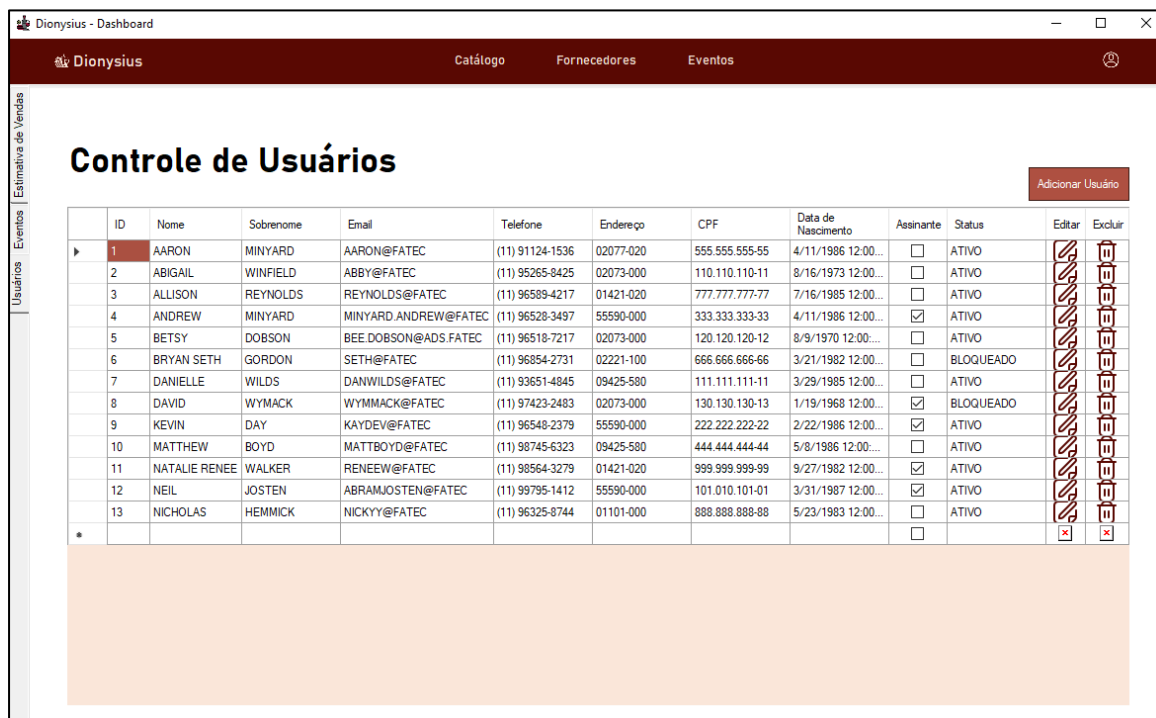 Dionysius - Dashboard
Dionysius Catálogo Fornecedores Eventos
Estimativa de Vendas
Eventos
Usuários
Controle de Usuários
Adicionar Usuário
ID Nome Sobrenome Email Telefone Endereço CPF Data de Nascimento Assinante Status Editar Excluir
1 AARON MINYARD AARON@FATEC (11) 91124-1536 02077-020 555.555.555-55 4/11/1986 12:00... ATIVO
2 ABIGAIL WINFIELD ABBY@FATEC (11) 95265-8425 02073-000 110.110.110-11 8/16/1973 12:00... ATIVO
3 ALLISON REYNOLDS REYNOLDS@FATEC (11) 96589-4217 01421-020 777.777.777-77 7/16/1985 12:00... ATIVO
4 ANDREW MINYARD MINYARD.ANDREW@FATEC (11) 96528-3497 55590-000 333.333.333-33 4/11/1986 12:00... ATIVO
5 BETSY DOBSON BEE.DOBSON@ADS.FATEC (11) 96518-7217 02073-000 120.120.120-12 8/9/1970 12:00:... ATIVO
6 BRYAN SETH GORDON SETH@FATEC (11) 96854-2731 02221-100 666.666.666-66 3/21/1982 12:00... BLOQUEADO
7 DANIELLE WILDS DANWILDS@FATEC (11) 93651-4845 09425-580 111.111.111-11 3/29/1985 12:00... ATIVO
8 DAVID WYMACK WYMMACK@FATEC (11) 97423-2483 02073-000 130.130.130-13 1/19/1968 12:00... BLOQUEADO
9 KEVIN DAY KAYDEV@FATEC (11) 96548-2379 55590-000 222.222.222-22 2/22/1986 12:00... ATIVO
10 MATTHEW BOYD MATTBOYD@FATEC (11) 98745-6323 09425-580 444.444.444-44 5/8/1986 12:00:... ATIVO
11 NATALIE RENEE WALKER RENEEW@FATEC (11) 98564-3279 01421-020 999.999.999-99 9/27/1982 12:00... ATIVO
12 NEIL JOSTEN ABRAMJOSTEN@FATEC (11) 99795-1412 55590-000 101.010.101-01 3/31/1987 12:00... ATIVO
13 NICHOLAS HEMMICK NICKYY@FATEC (11) 96325-8744 01101-000 888.888.888-88 5/23/1983 12:00... ATIVO